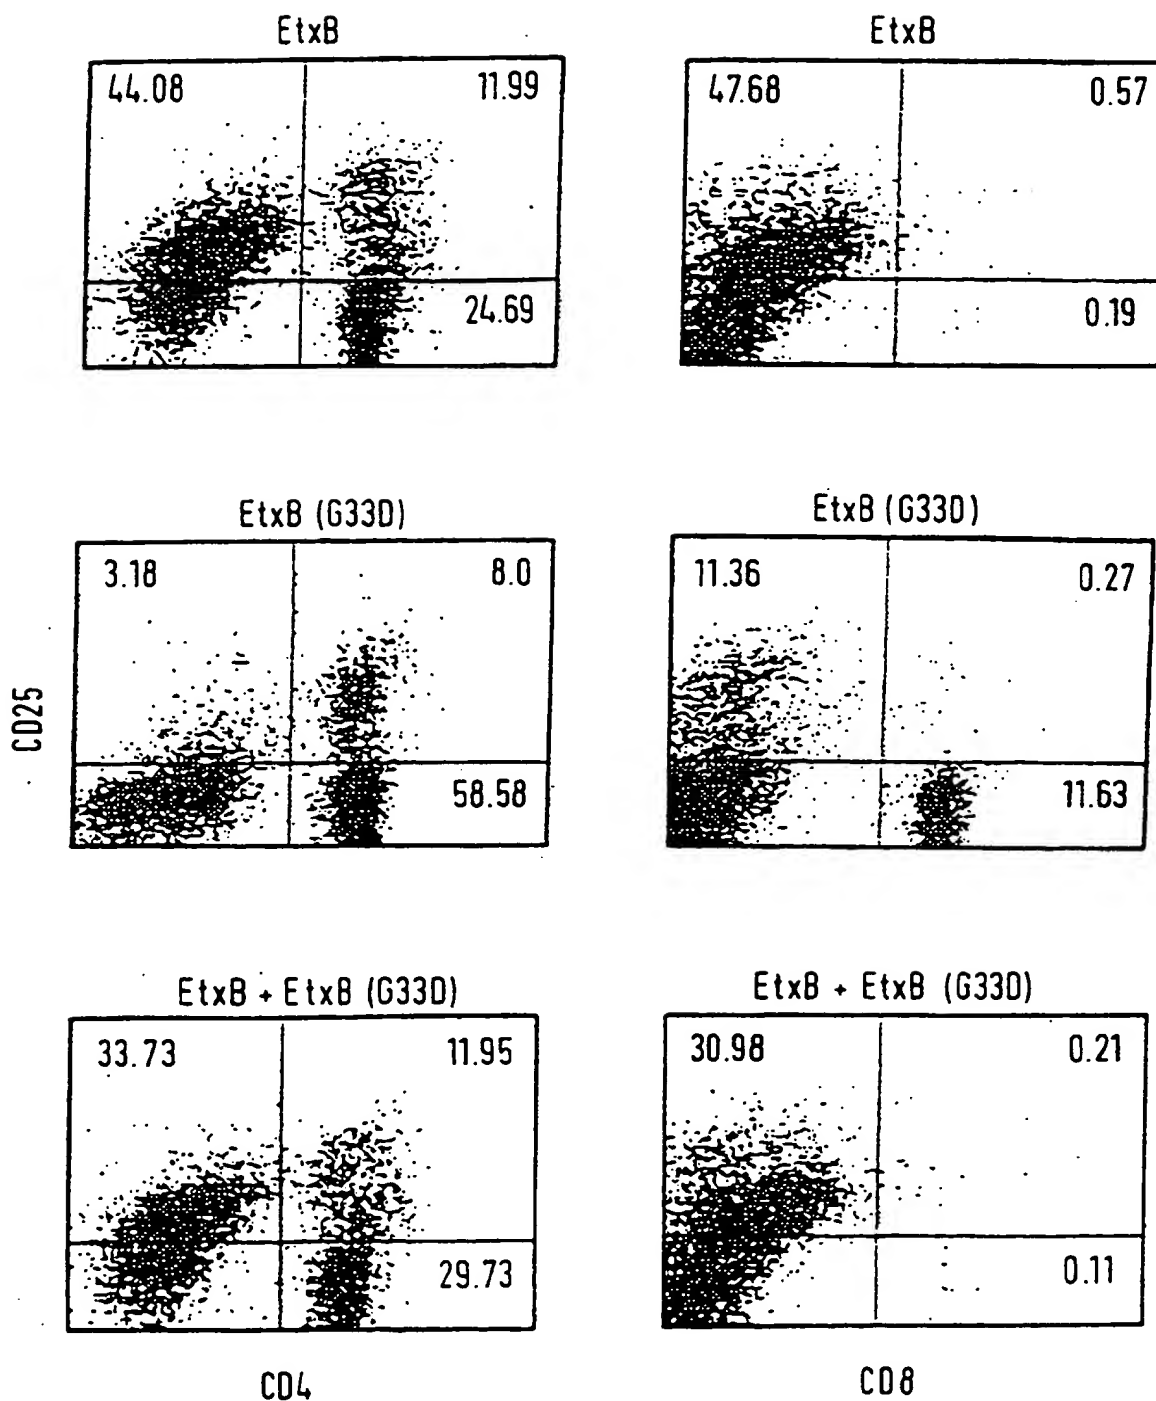 EtxB
EtxB
44.08 11.99
47.68 0.57
24.69
0.19
EtxB (G33D)
EtxB (G33D)
3.18 8.0
11.36 0.27
CD25
58.58
11.63
EtxB + EtxB (G33D)
EtxB + EtxB (G33D)
33.73 11.95
30.98 0.21
29.73
0.11
CD4
CD8